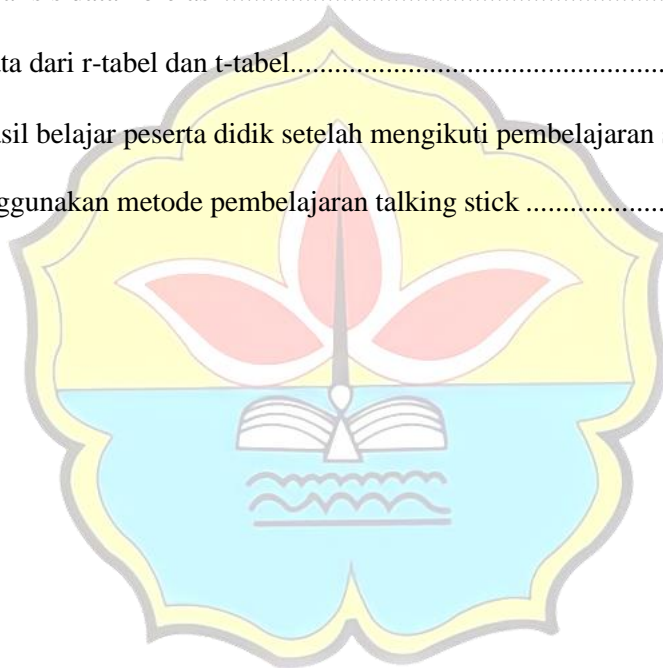 ta dari r-tabel dan t-tabel........................................................
sil belajar peserta didik setelah mengikuti pembelajaran
ggunakan metode pembelajaran talking stick .....................